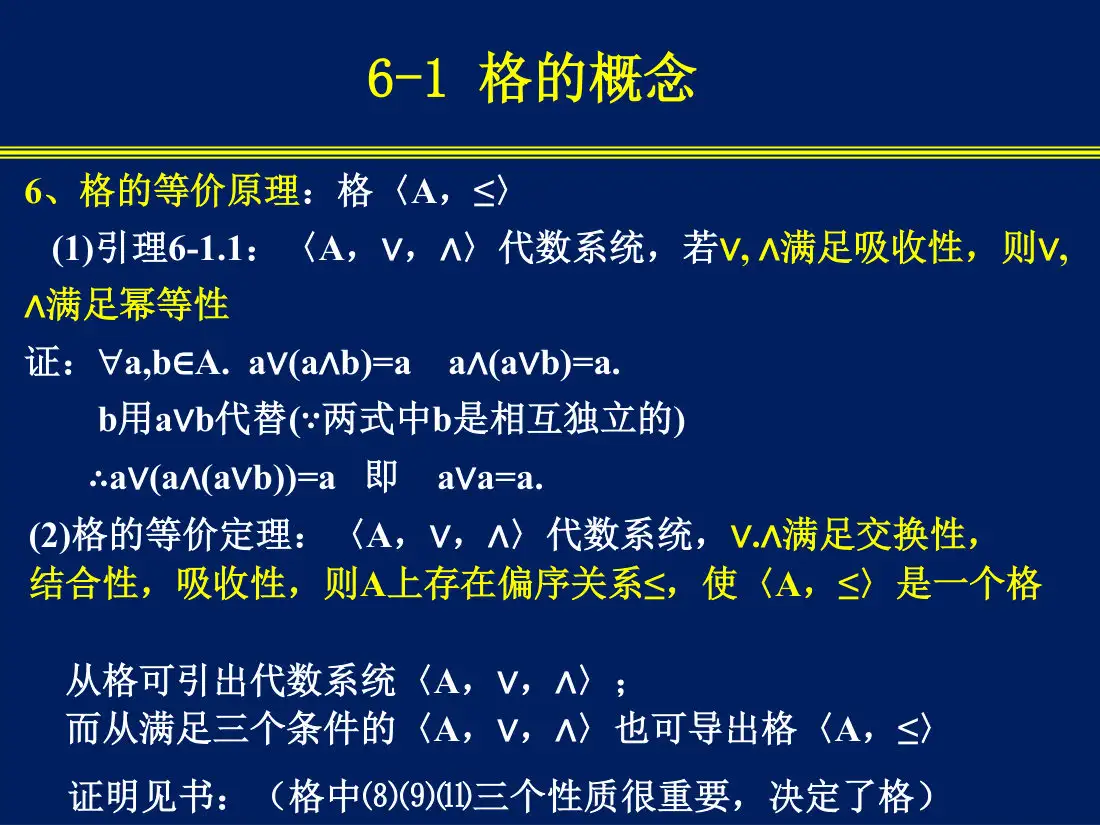 6-1 格的概念
6、格的等价原理：格〈A，≤〉
(1)引理6-1.1：〈A，∨，∧〉代数系统，若∨, ∧满足吸收性，则∨,
∧满足幂等性
证：∀a,b∈A. a∨(a∧b)=a a∧(a∨b)=a.
b用a∨b代替(∵两式中b是相互独立的)
∴a∨(a∧(a∨b))=a 即 a∨a=a.
(2)格的等价定理：〈A，∨，∧〉代数系统，∨.∧满足交换性，
结合性，吸收性，则A上存在偏序关系≤，使〈A，≤〉是一个格
从格可引出代数系统〈A，∨，∧〉；
而从满足三个条件的〈A，∨，∧〉也可导出格〈A，≤〉
证明见书：（格中⑻⑼⑾三个性质很重要，决定了格）